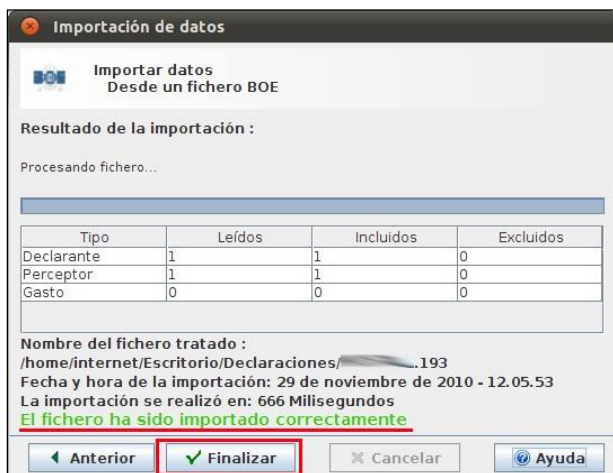 Importación de datos
BOE
Importar datos
Desde un fichero BOE
Resultado de la importación :
Procesando fichero...
Tipo Leídos Incluidos Excluidos
Declarante 1 1 0
Perceptor 1 1 0
Gasto 0 0 0
Nombre del fichero tratado :
/home/internet/Escritorio/Declaraciones/ .193
Fecha y hora de la importación: 29 de noviembre de 2010 - 12.05.53
La importación se realizó en: 666 Milisegundos
El fichero ha sido importado correctamente
Anterior Finalizar Cancelar Ayuda